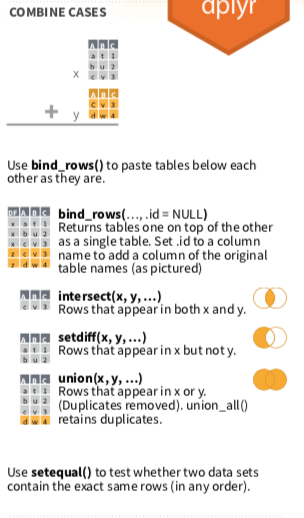 dplyr
COMBINE CASES
A B C
a t 1
b u 2
x
c v 3
A B C
C v 3
+ y d w 4
Use bind_rows() to paste tables below each
other as they are.
DF A B C
x a t 1
x b u 2
x c v 3
z c v 3
z d w 4
bind_rows(..., .id = NULL)
Returns tables one on top of the other
as a single table. Set .id to a column
name to add a column of the original
table names (as pictured)
A B C
c v 3
intersect(x, y, ...)
Rows that appear in both x and y.
A B C
a t 1
b u 2
setdiff(x, y, ...)
Rows that appear in x but not y.
A B C
a t 1
b u 2
c v 3
d w 4
union(x, y, ...)
Rows that appear in x or y.
(Duplicates removed). union_all()
retains duplicates.
Use setequal() to test whether two data sets
contain the exact same rows (in any order).